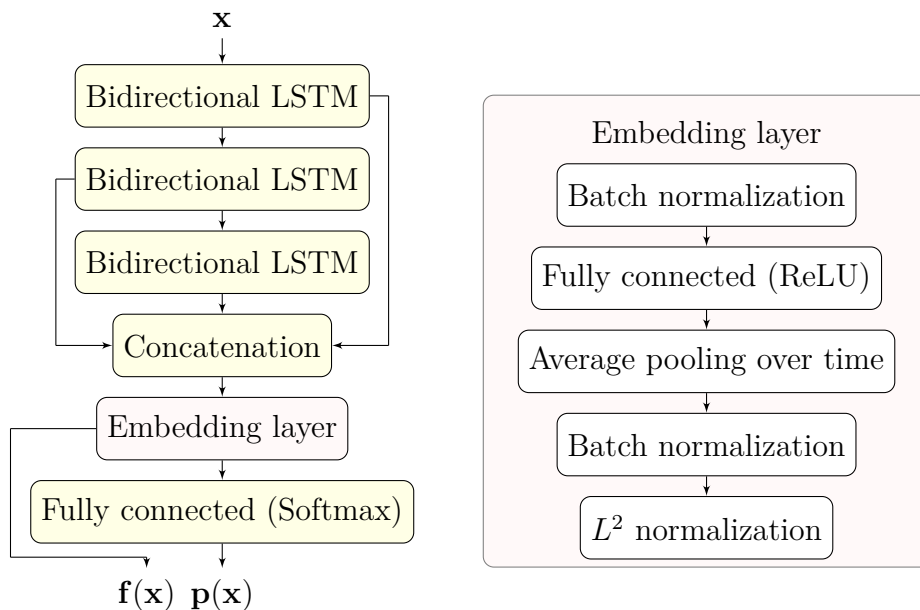 𝐱
Bidirectional LSTM
Bidirectional LSTM
Bidirectional LSTM
Concatenation
Embedding layer
Fully connected (Softmax)
𝐟(𝐱) 𝐩(𝐱)
Embedding layer
Batch normalization
Fully connected (ReLU)
Average pooling over time
Batch normalization
L² normalization